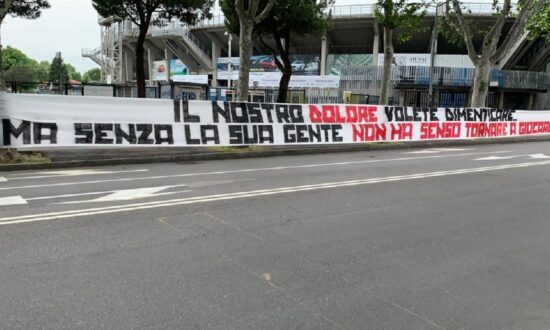 IL NOSTRO DOLORE VOLETE DIMENTICARE
MA SENZA LA SUA GENTE NON HA SENSO TORNARE A GIOCARE